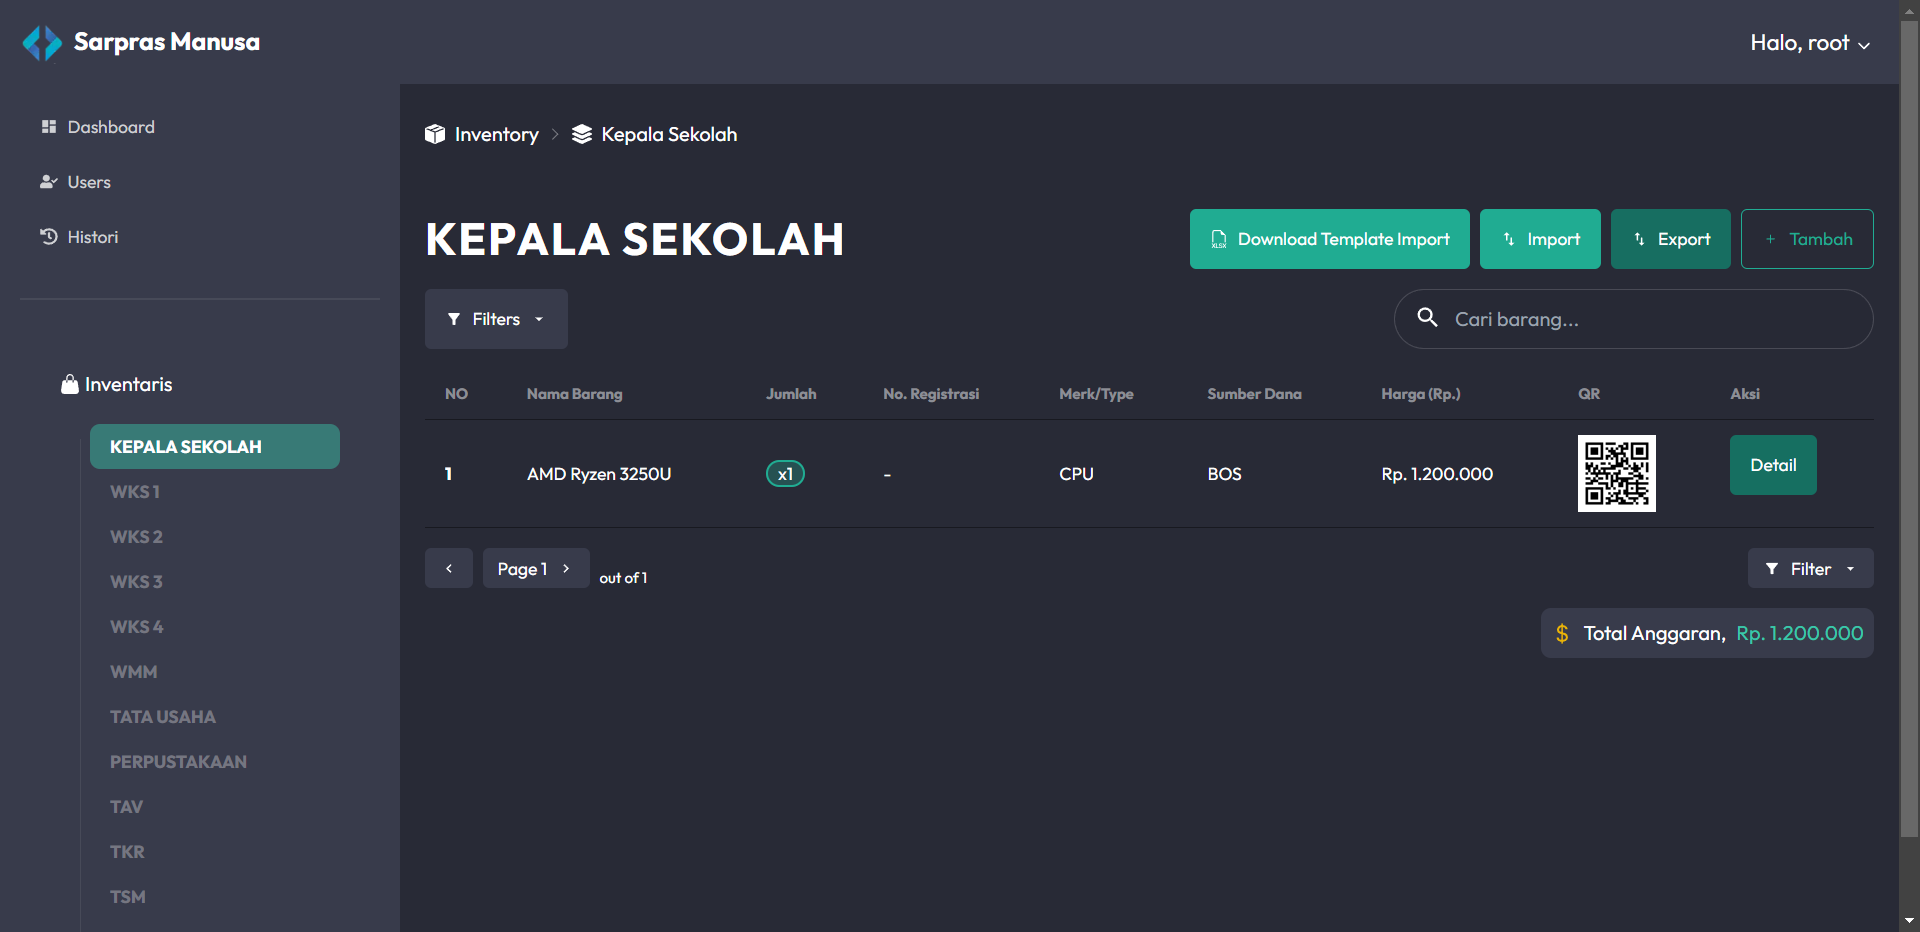 Sarpras Manusa
Halo, root
Dashboard
Users
Histori
Inventaris
KEPALA SEKOLAH
WKS 1
WKS 2
WKS 3
WKS 4
WMM
TATA USAHA
PERPUSTAKAAN
TAV
TKR
TSM
Inventory > Kepala Sekolah
KEPALA SEKOLAH
XLSX Download Template Import
Import
Export
+ Tambah
Filters
Cari barang...
NO Nama Barang Jumlah No. Registrasi Merk/Type Sumber Dana Harga (Rp.) QR Aksi
1 AMD Ryzen 3250U x1 - CPU BOS Rp. 1.200.000 Detail
< Page 1 > out of 1
Filter
$ Total Anggaran, Rp. 1.200.000